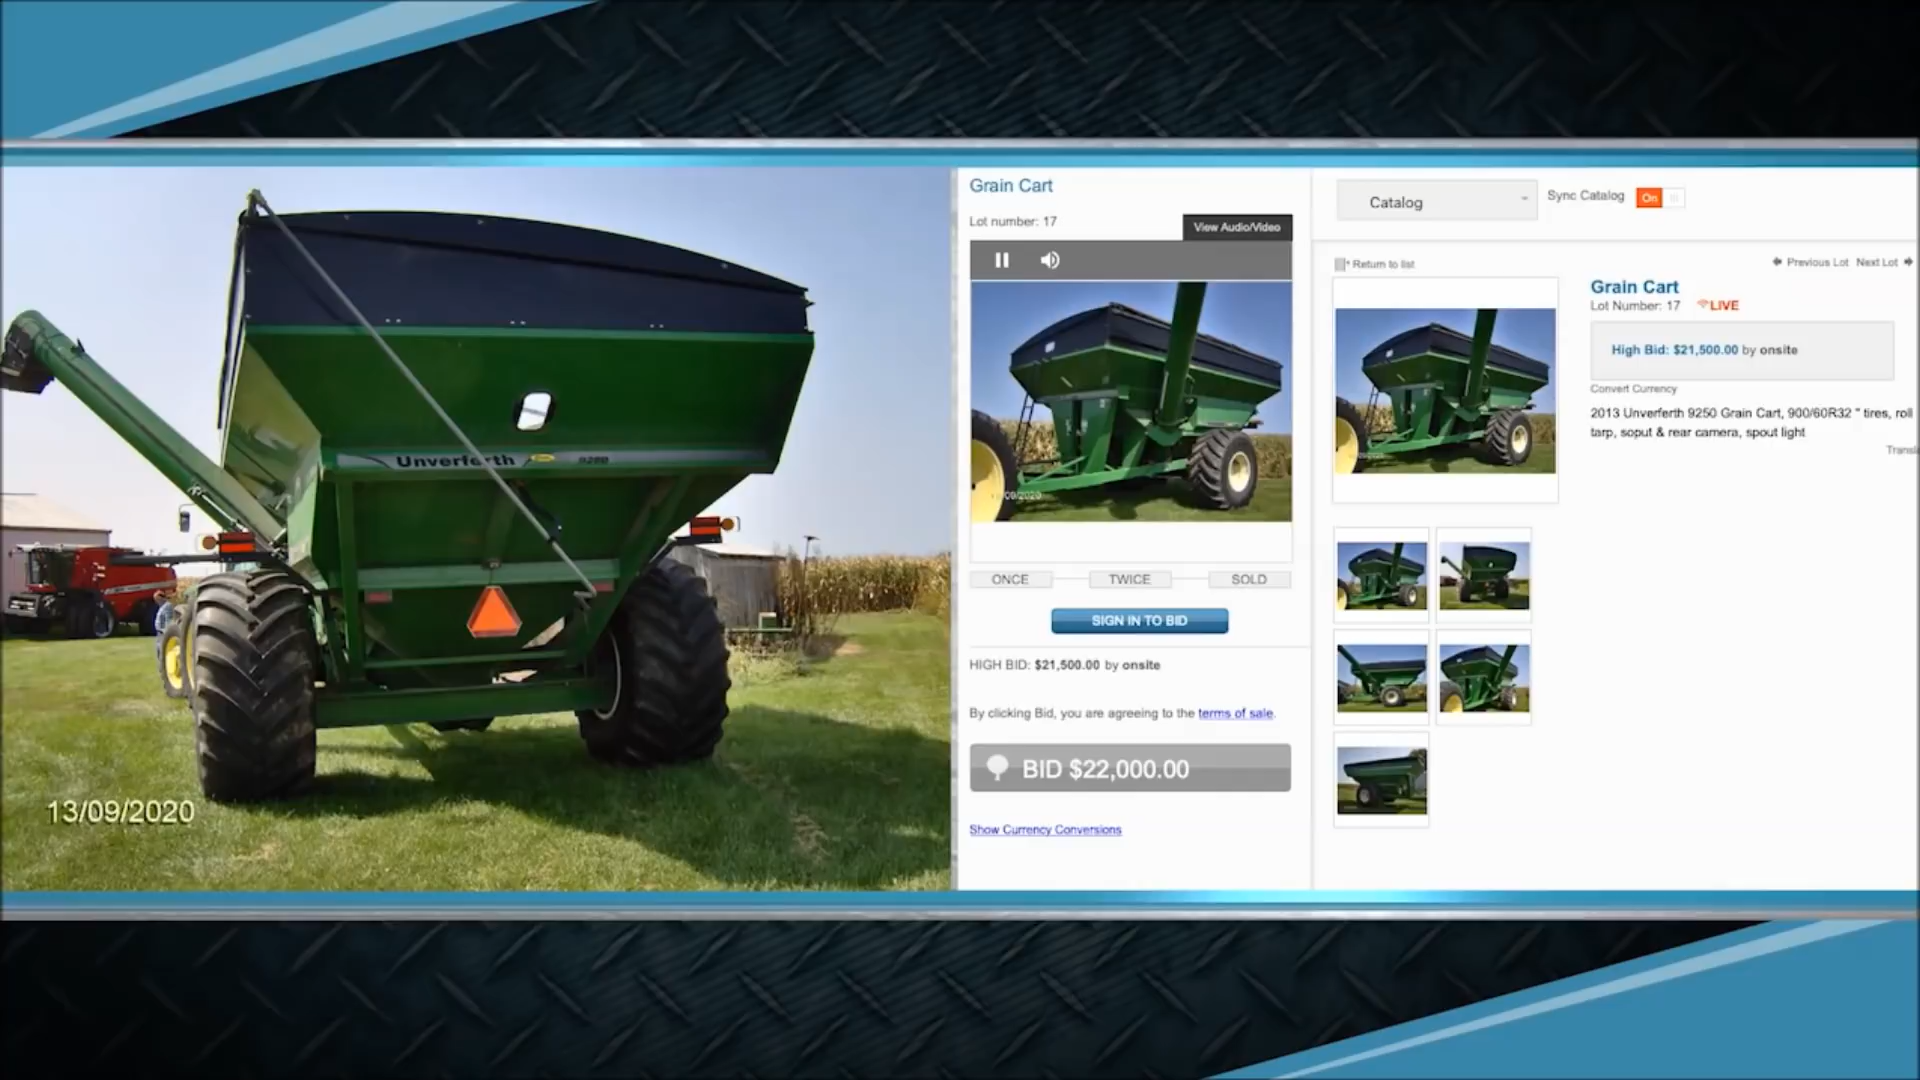 Unverferth
13/09/2020
Grain Cart
Lot number: 17
View Audio/Video
ONCE
TWICE
SOLD
SIGN IN TO BID
HIGH BID: $21,500.00 by onsite
By clicking Bid, you are agreeing to the terms of sale.
BID $22,000.00
Show Currency Conversions
Catalog
Sync Catalog
On
Return to list
Previous Lot
Next Lot
Grain Cart
Lot Number: 17
LIVE
High Bid: $21,500.00 by onsite
Convert Currency
2013 Unverferth 9250 Grain Cart, 900/60R32 " tires, roll
tarp, soput & rear camera, spout light
Transla